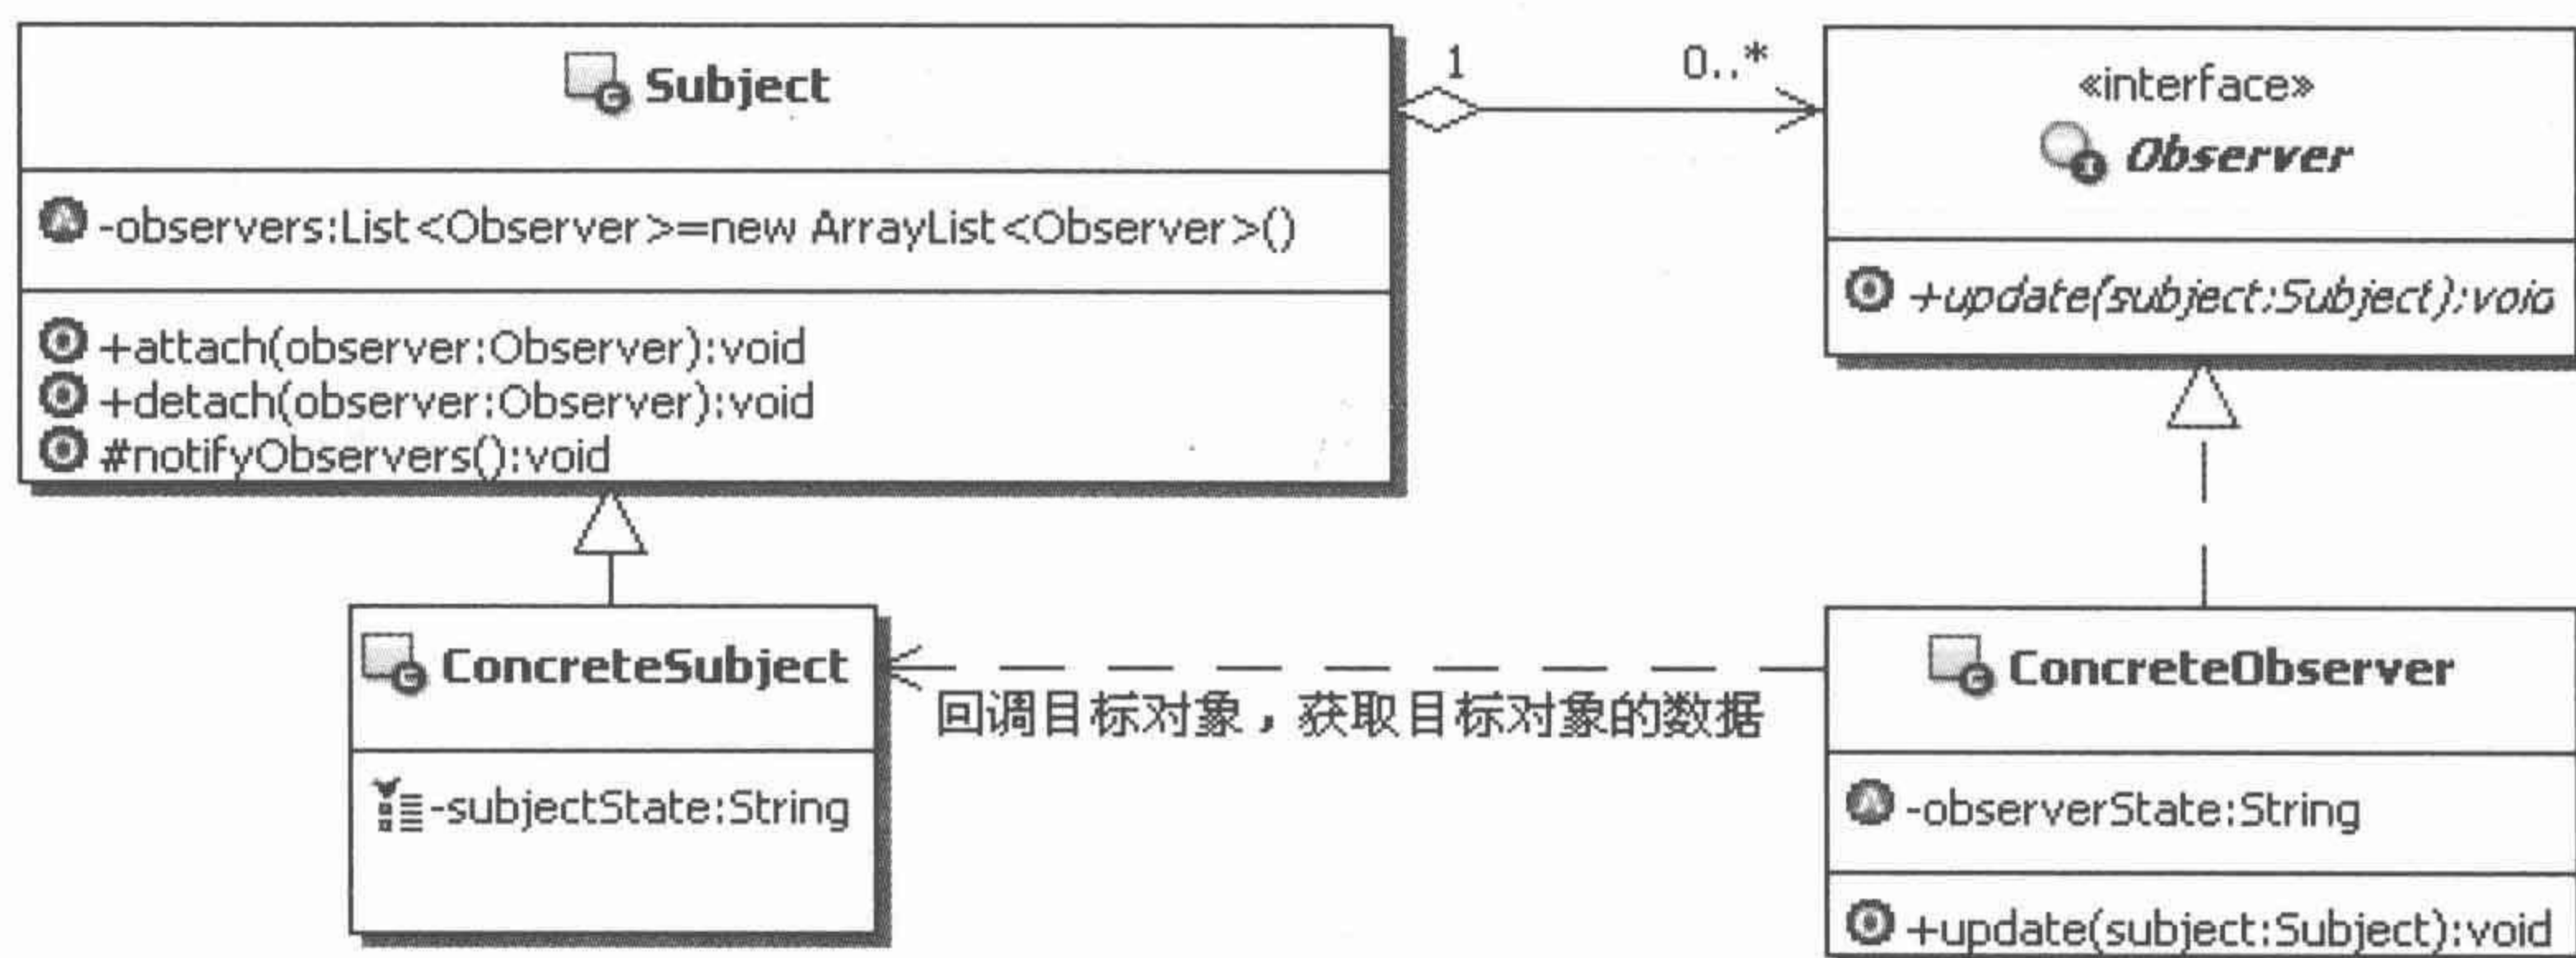 Subject
-observers:List<Observer>=new ArrayList<Observer>()
+attach(observer:Observer):void
+detach(observer:Observer):void
#notifyObservers():void
1
0..*
«interface»
Observer
+update(subject:Subject):void
ConcreteSubject
-subjectState:String
回调目标对象，获取目标对象的数据
ConcreteObserver
-observerState:String
+update(subject:Subject):void